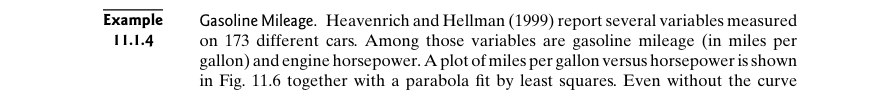 Example
11.1.4
Gasoline Mileage. Heavenrich and Hellman (1999) report several variables measured
on 173 different cars. Among those variables are gasoline mileage (in miles per
gallon) and engine horsepower. A plot of miles per gallon versus horsepower is shown
in Fig. 11.6 together with a parabola fit by least squares. Even without the curve